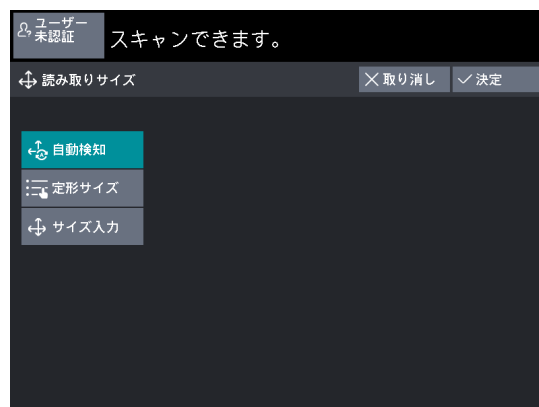 ユーザー
未認証
スキャンできます。
読み取りサイズ
取り消し
決定
自動検知
定形サイズ
サイズ入力